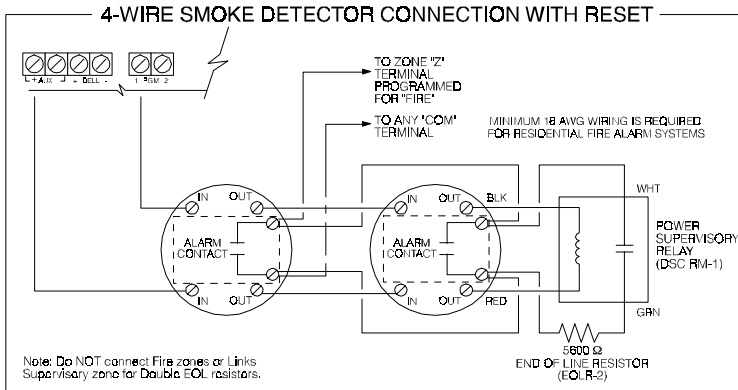 4-WIRE SMOKE DETECTOR CONNECTION WITH RESET
+ AUX - + BELL -
1 PGM 2
TO ZONE "Z"
TERMINAL
PROGRAMMED
FOR "FIRE"
TO ANY "COM"
TERMINAL
MINIMUM 18 AWG WIRING IS REQUIRED
FOR RESIDENTIAL FIRE ALARM SYSTEMS
IN OUT
ALARM
CONTACT
IN OUT
IN OUT
ALARM
CONTACT
IN OUT
BLK
RED
WHT
POWER
SUPERVISORY
RELAY
(DSC RM-1)
GRN
5600 Ω
END OF LINE RESISTOR
(EOLR-2)
Note: Do NOT connect Fire zones or Links
Supervisory zone for Double EOL resistors.